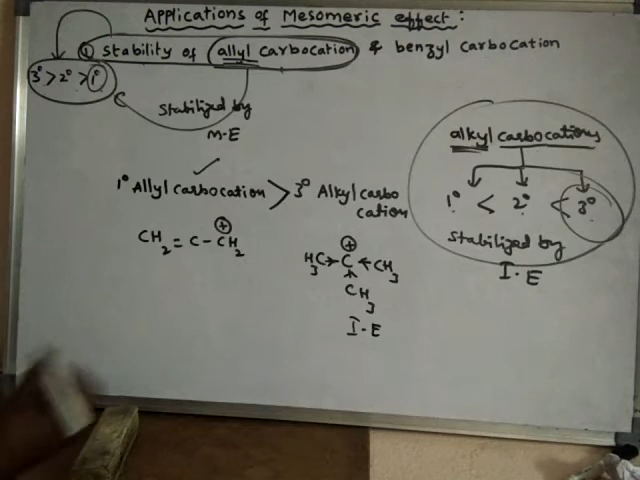 Applications of Mesomeric effect :
① stability of allyl carbocation & benzyl carbocation
3° > 2° > 1°
Stabilized by
M-E
alkyl carbocations
1° < 2° < 3°
Stabilized by
I-E
1° Allyl carbocation > 3° Alkyl carbo
cation
CH2 = C - CH2
+
+
H3C C CH3
CH3
I-E